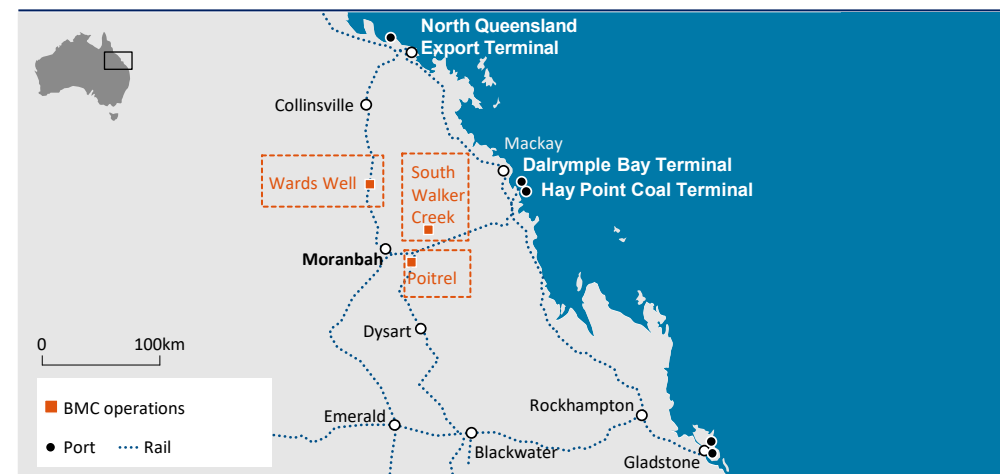 North Queensland
Export Terminal
Collinsville
Mackay
Dalrymple Bay Terminal
Hay Point Coal Terminal
Wards Well
South
Walker
Creek
Moranbah
Poitrel
Dysart
0 100km
BMC operations
Port
Rail
Emerald
Blackwater
Rockhampton
Gladstone